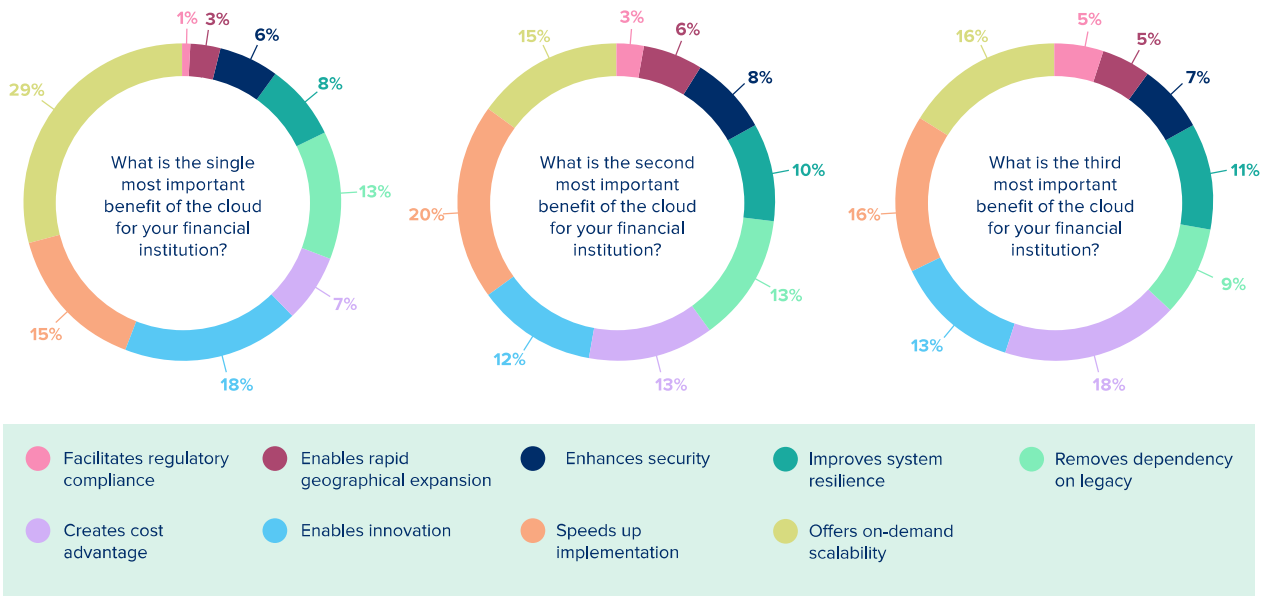 1%
3%
6%
8%
13%
7%
18%
15%
29%
What is the single
most important
benefit of the cloud
for your financial
institution?
3%
6%
8%
10%
13%
13%
12%
20%
15%
What is the second
most important
benefit of the cloud
for your financial
institution?
5%
5%
7%
11%
9%
18%
13%
16%
16%
What is the third
most important
benefit of the cloud
for your financial
institution?
Facilitates regulatory
compliance
Enables rapid
geographical expansion
Enhances security
Improves system
resilience
Removes dependency
on legacy
Creates cost
advantage
Enables innovation
Speeds up
implementation
Offers on-demand
scalability